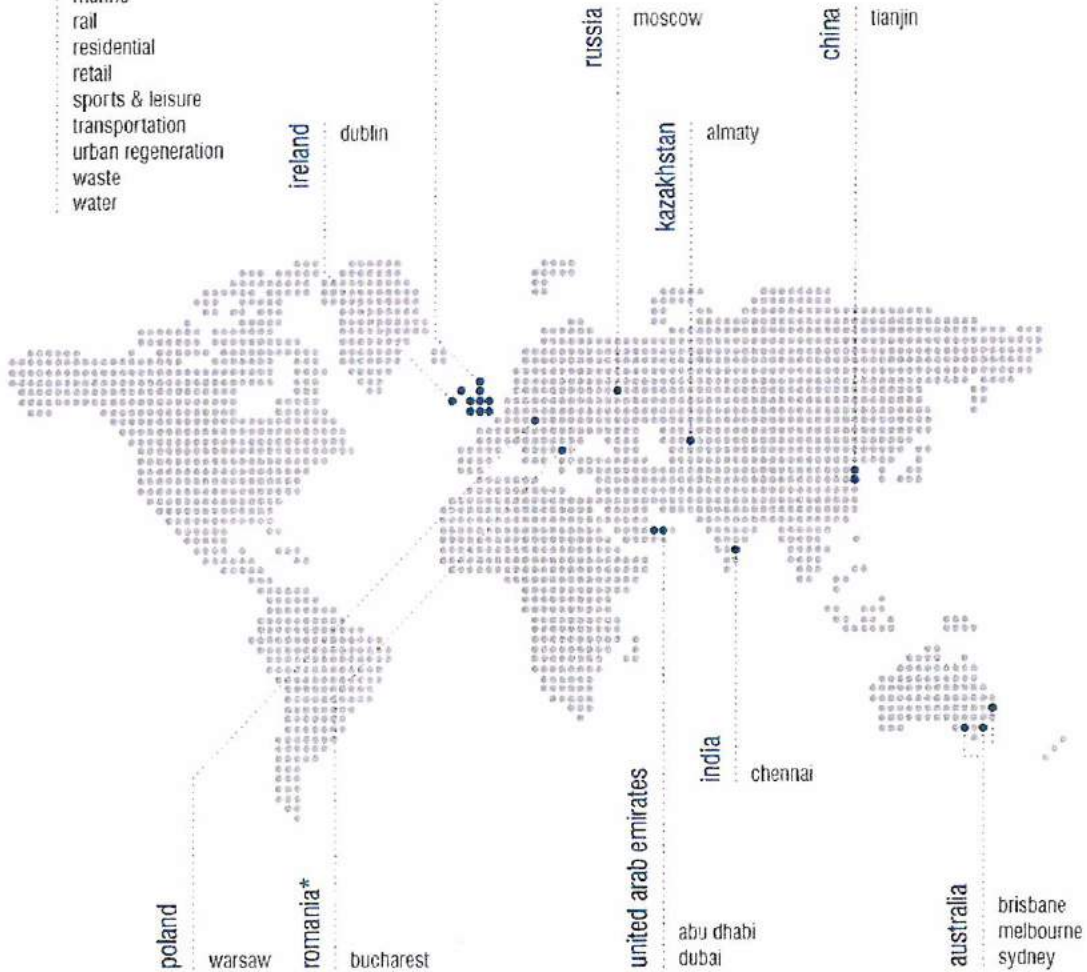 rail
residential
retail
sports & leisure
transportation
urban regeneration
waste
water
ireland
dublin
russia
moscow
kazakhstan
almaty
china
tianjin
poland
warsaw
romania*
bucharest
united arab emirates
abu dhabi
dubai
india
chennai
australia
brisbane
melbourne
sydney